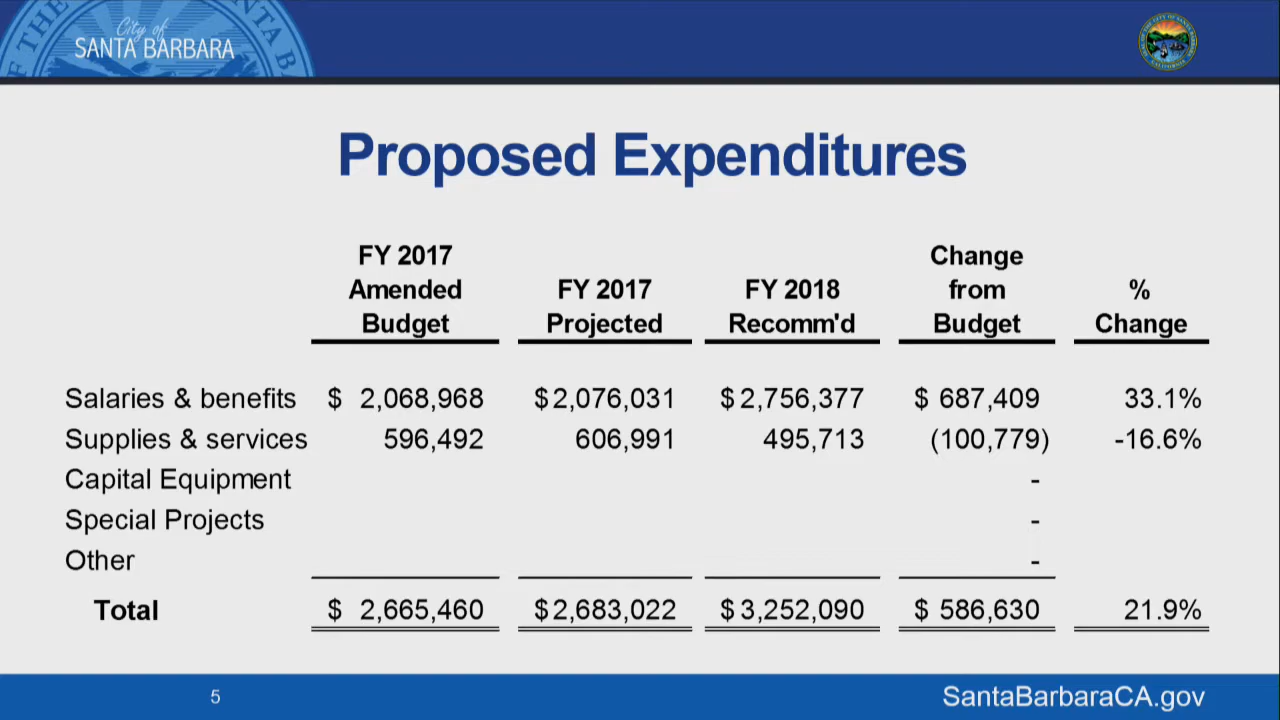 City of
SANTA BARBARA
Proposed Expenditures
FY 2017 Amended Budget FY 2017 Projected FY 2018 Recomm'd Change from Budget % Change
Salaries & benefits $ 2,068,968 $ 2,076,031 $ 2,756,377 $ 687,409 33.1%
Supplies & services 596,492 606,991 495,713 (100,779) -16.6%
Capital Equipment -
Special Projects -
Other -
Total $ 2,665,460 $ 2,683,022 $ 3,252,090 $ 586,630 21.9%
5
SantaBarbaraCA.gov